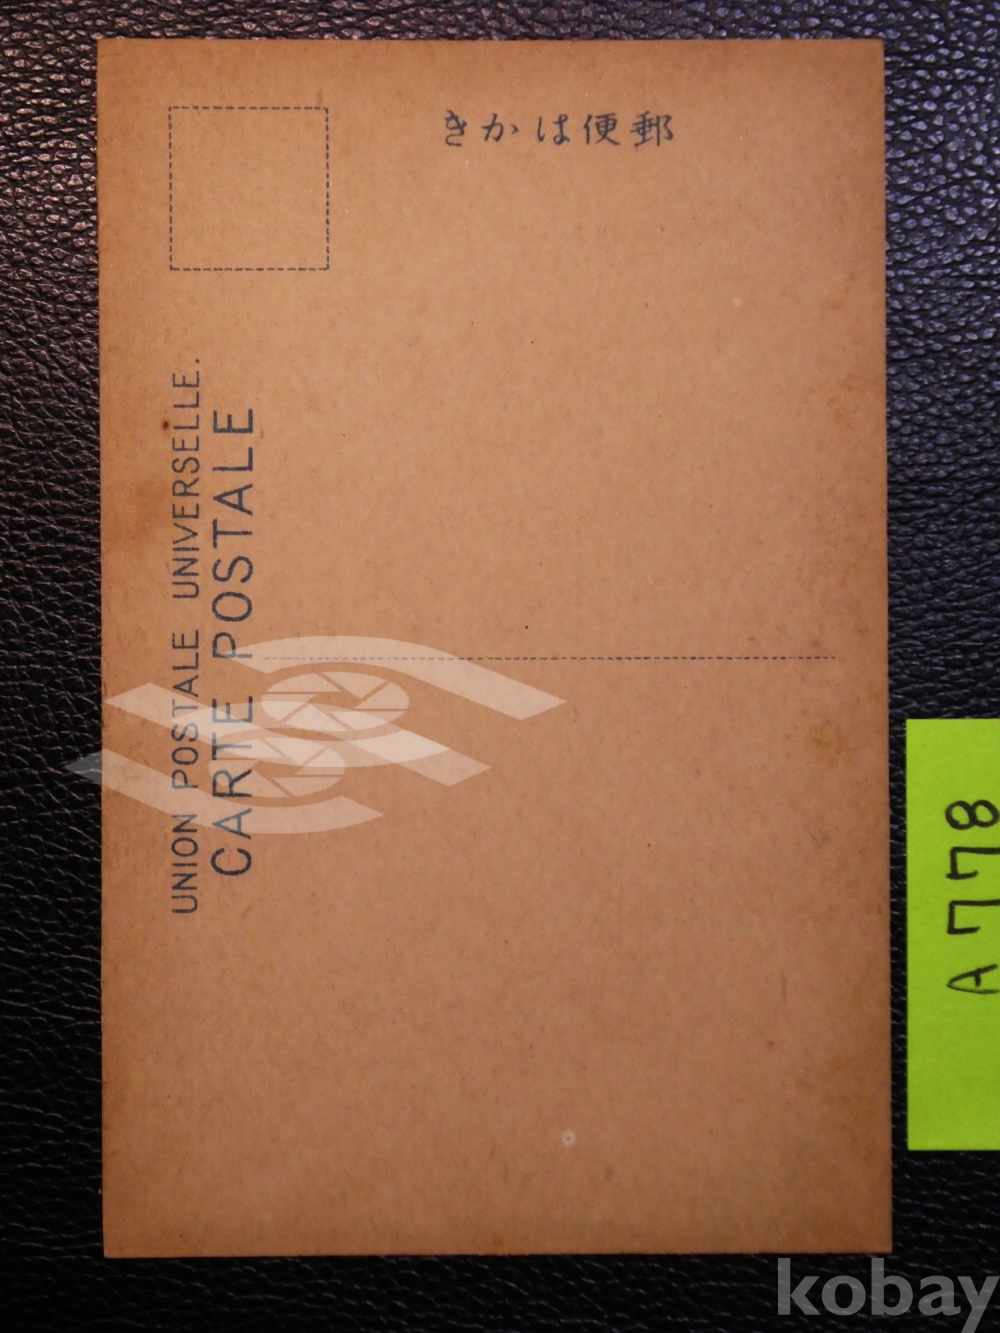 きかは便郵
UNION POSTALE UNIVERSELLE.
CARTE POSTALE
A778
kobay